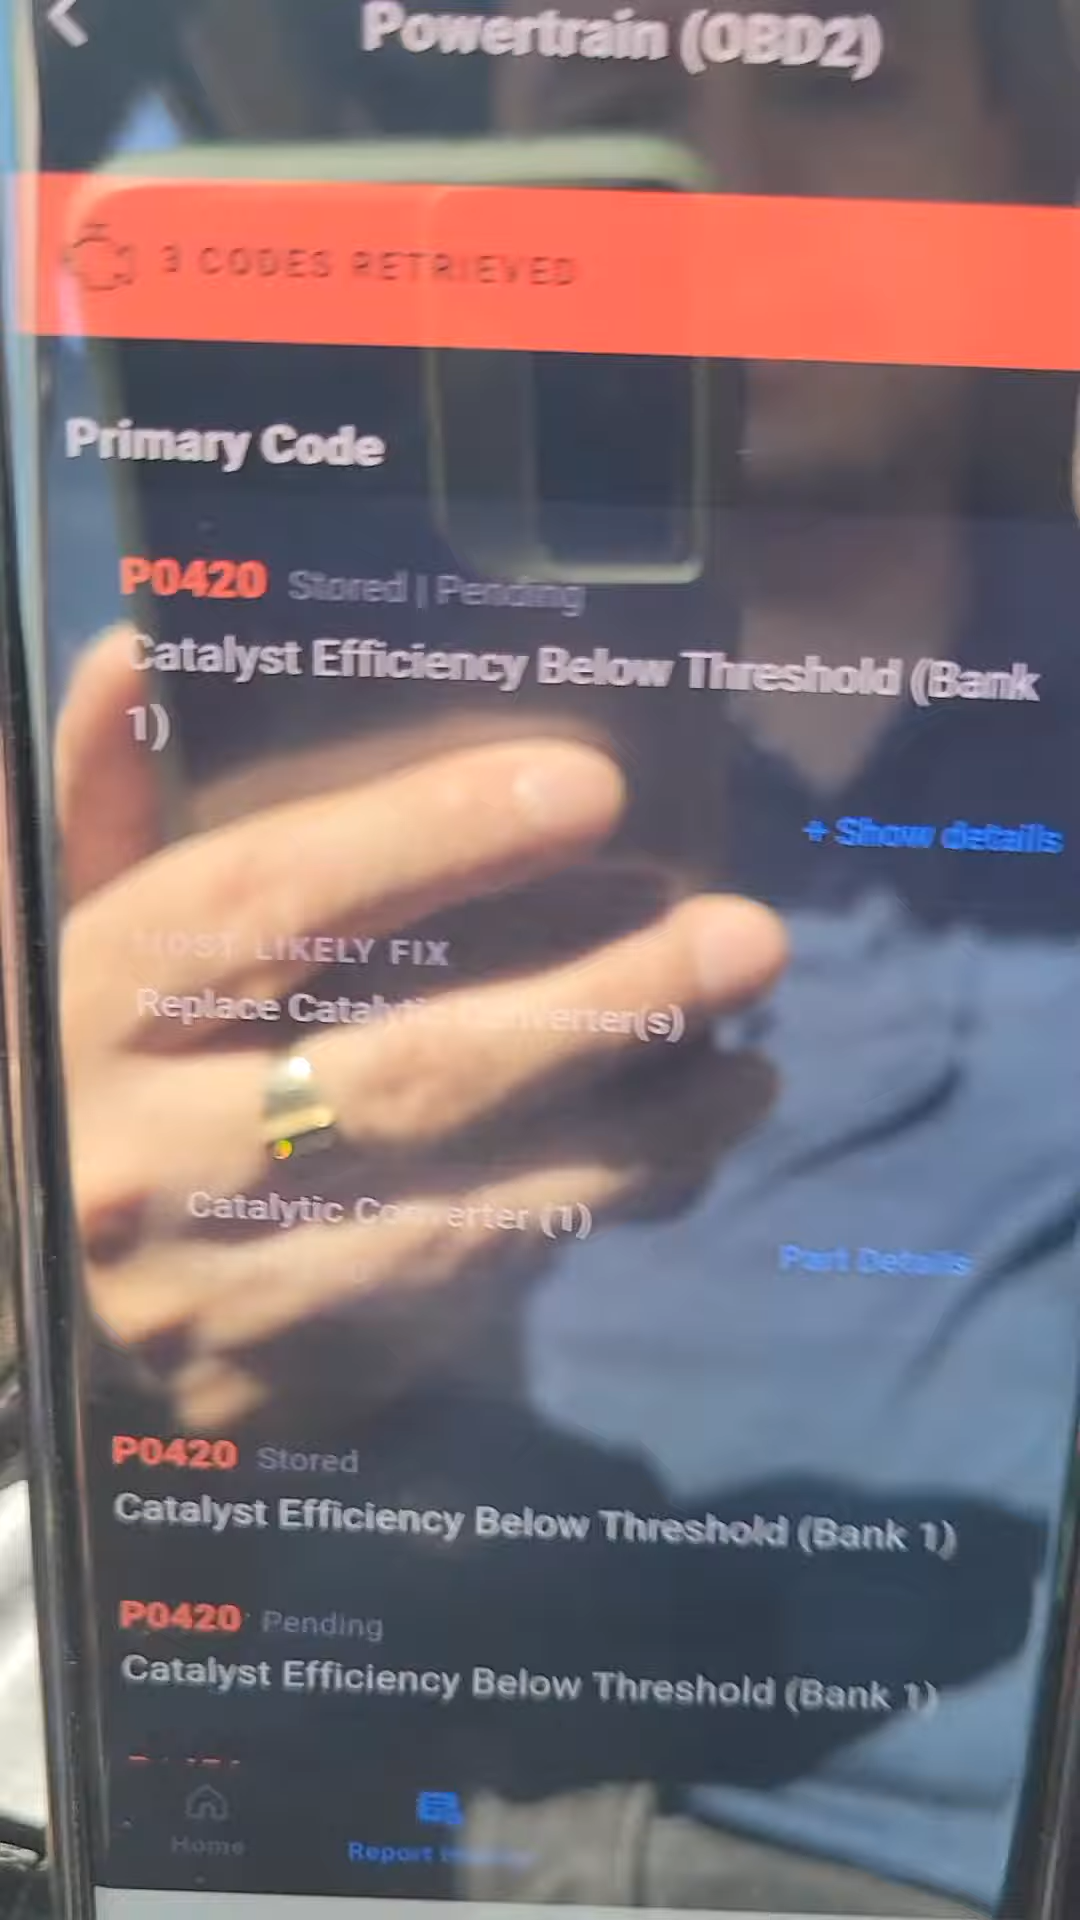 Powertrain (OBD2)
3 CODES RETRIEVED
Primary Code
P0420 Stored | Pending
Catalyst Efficiency Below Threshold (Bank
1)
+ Show details
MOST LIKELY FIX
Replace Catalytic Converter(s)
Catalytic Converter (1)
Part Details
P0420 Stored
Catalyst Efficiency Below Threshold (Bank 1)
P0420 Pending
Catalyst Efficiency Below Threshold (Bank 1)
Home
Report